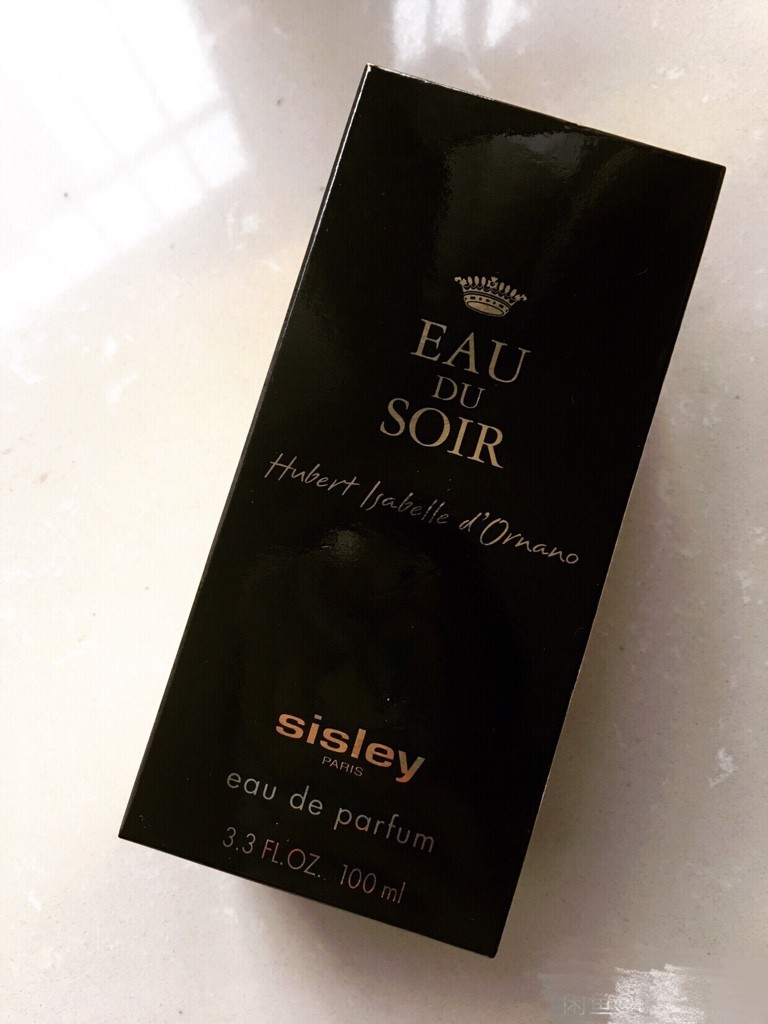 EAU
DU
SOIR
Hubert Isabelle d'Ornano
sisley
PARIS
eau de parfum
3.3 FL.OZ. 100 ml